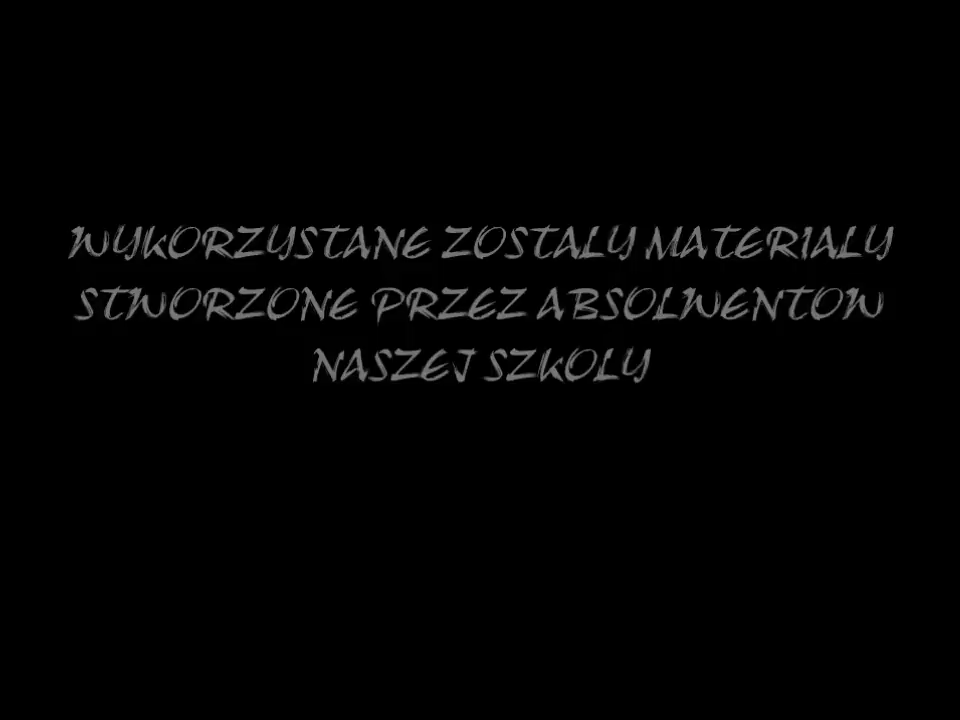 WYKORZYSTANE ZOSTALY MATERIALY
STWORZONE PRZEZ ABSOLWENTOW
NASZEJ SZKOLY